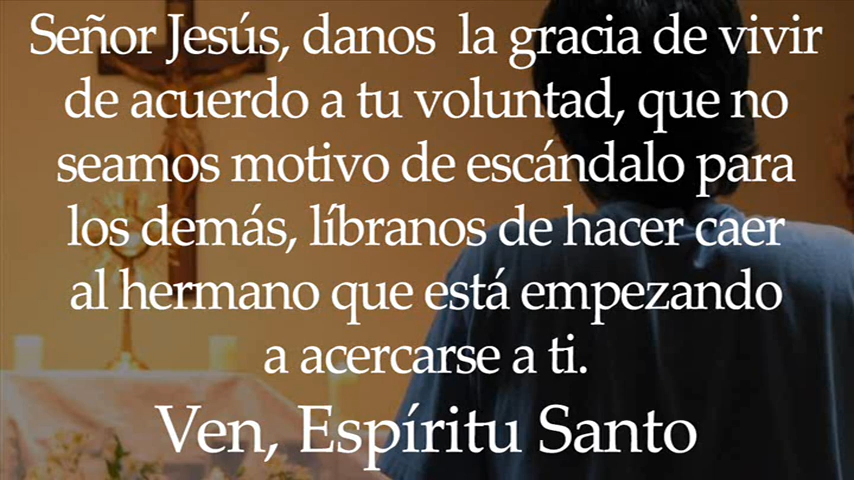 Señor Jesús, danos la gracia de vivir
de acuerdo a tu voluntad, que no
seamos motivo de escándalo para
los demás, líbranos de hacer caer
al hermano que está empezando
a acercarse a ti.
Ven, Espíritu Santo